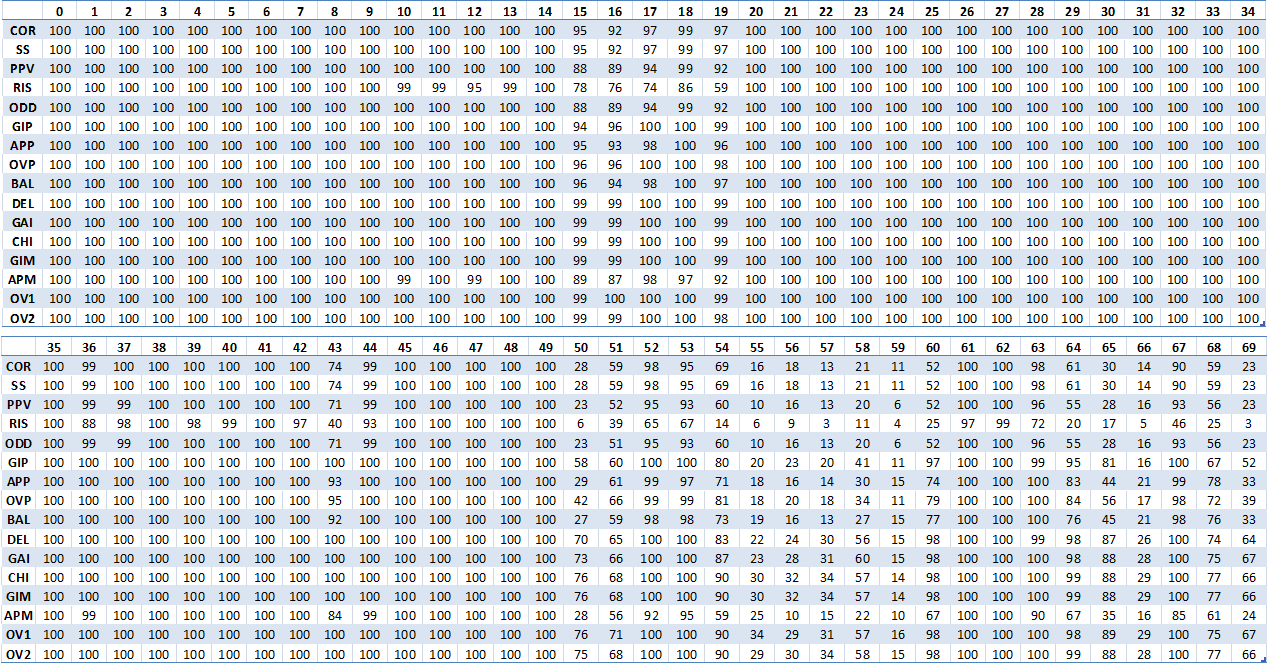 0 1 2 3 4 5 6 7 8 9 10 11 12 13 14 15 16 17 18 19 20 21 22 23 24 25 26 27 28 29 30 31 32 33 34
COR 100 100 100 100 100 100 100 100 100 100 100 100 100 100 100 95 92 97 99 97 100 100 100 100 100 100 100 100 100 100 100 100 100 100 100
SS 100 100 100 100 100 100 100 100 100 100 100 100 100 100 100 95 92 97 99 97 100 100 100 100 100 100 100 100 100 100 100 100 100 100 100
PPV 100 100 100 100 100 100 100 100 100 100 100 100 100 100 100 88 89 94 99 92 100 100 100 100 100 100 100 100 100 100 100 100 100 100 100
RIS 100 100 100 100 100 100 100 100 100 100 99 99 95 99 100 78 76 74 86 59 100 100 100 100 100 100 100 100 100 100 100 100 100 100 100
ODD 100 100 100 100 100 100 100 100 100 100 100 100 100 100 100 88 89 94 99 92 100 100 100 100 100 100 100 100 100 100 100 100 100 100 100
GIP 100 100 100 100 100 100 100 100 100 100 100 100 100 100 100 94 96 100 100 99 100 100 100 100 100 100 100 100 100 100 100 100 100 100 100
APP 100 100 100 100 100 100 100 100 100 100 100 100 100 100 100 95 93 98 100 96 100 100 100 100 100 100 100 100 100 100 100 100 100 100 100
OVP 100 100 100 100 100 100 100 100 100 100 100 100 100 100 100 96 96 100 100 98 100 100 100 100 100 100 100 100 100 100 100 100 100 100 100
BAL 100 100 100 100 100 100 100 100 100 100 100 100 100 100 100 96 94 98 100 97 100 100 100 100 100 100 100 100 100 100 100 100 100 100 100
DEL 100 100 100 100 100 100 100 100 100 100 100 100 100 100 100 99 99 100 100 99 100 100 100 100 100 100 100 100 100 100 100 100 100 100 100
GAI 100 100 100 100 100 100 100 100 100 100 100 100 100 100 100 99 99 100 100 99 100 100 100 100 100 100 100 100 100 100 100 100 100 100 100
CHI 100 100 100 100 100 100 100 100 100 100 100 100 100 100 100 99 99 100 100 99 100 100 100 100 100 100 100 100 100 100 100 100 100 100 100
GIM 100 100 100 100 100 100 100 100 100 100 100 100 100 100 100 99 99 100 100 99 100 100 100 100 100 100 100 100 100 100 100 100 100 100 100
APM 100 100 100 100 100 100 100 100 100 100 99 100 99 100 100 89 87 98 97 92 100 100 100 100 100 100 100 100 100 100 100 100 100 100 100
OV1 100 100 100 100 100 100 100 100 100 100 100 100 100 100 100 99 100 100 100 99 100 100 100 100 100 100 100 100 100 100 100 100 100 100 100
OV2 100 100 100 100 100 100 100 100 100 100 100 100 100 100 100 99 99 100 100 98 100 100 100 100 100 100 100 100 100 100 100 100 100 100 100
35 36 37 38 39 40 41 42 43 44 45 46 47 48 49 50 51 52 53 54 55 56 57 58 59 60 61 62 63 64 65 66 67 68 69
COR 100 99 100 100 100 100 100 100 74 99 100 100 100 100 100 28 59 98 95 69 16 18 13 21 11 52 100 100 98 61 30 14 90 59 23
SS 100 99 100 100 100 100 100 100 74 99 100 100 100 100 100 28 59 98 95 69 16 18 13 21 11 52 100 100 98 61 30 14 90 59 23
PPV 100 99 99 100 100 100 100 100 71 99 100 100 100 100 100 23 52 95 93 60 10 16 13 20 6 52 100 100 96 55 28 16 93 56 23
RIS 100 88 98 100 98 99 100 97 40 93 100 100 100 100 100 6 39 65 67 14 6 9 3 11 4 25 97 99 72 20 17 5 46 25 3
ODD 100 99 99 100 100 100 100 100 71 99 100 100 100 100 100 23 51 95 93 60 10 16 13 20 6 52 100 100 96 55 28 16 93 56 23
GIP 100 100 100 100 100 100 100 100 100 100 100 100 100 100 100 58 60 100 100 80 20 23 20 41 11 97 100 100 99 95 81 16 100 67 52
APP 100 100 100 100 100 100 100 100 93 100 100 100 100 100 100 29 61 99 97 71 18 16 14 30 15 74 100 100 100 83 44 21 99 78 33
OVP 100 100 100 100 100 100 100 100 95 100 100 100 100 100 100 42 66 99 99 81 18 20 18 34 11 79 100 100 100 84 56 17 98 72 39
BAL 100 100 100 100 100 100 100 100 92 100 100 100 100 100 100 27 59 98 98 73 19 16 13 27 15 77 100 100 100 76 45 21 98 76 33
DEL 100 100 100 100 100 100 100 100 100 100 100 100 100 100 100 70 65 100 100 83 22 24 30 56 15 98 100 100 99 98 87 26 100 74 64
GAI 100 100 100 100 100 100 100 100 100 100 100 100 100 100 100 73 66 100 100 87 23 28 31 60 15 98 100 100 100 98 88 28 100 75 67
CHI 100 100 100 100 100 100 100 100 100 100 100 100 100 100 100 76 68 100 100 90 30 32 34 57 14 98 100 100 100 99 88 29 100 77 66
GIM 100 100 100 100 100 100 100 100 100 100 100 100 100 100 100 76 68 100 100 90 25 30 32 34 57 14 98 100 100 100 99 88 29 100 77 66
APM 100 99 100 100 100 100 100 100 84 99 100 100 100 100 100 28 56 92 95 59 25 10 15 22 10 67 100 100 90 67 35 16 85 61 24
OV1 100 100 100 100 100 100 100 100 100 100 100 100 100 100 100 76 71 100 100 90 34 29 31 57 16 98 100 100 100 98 89 29 100 75 67
OV2 100 100 100 100 100 100 100 100 100 100 100 100 100 100 100 75 68 100 100 90 29 30 34 58 15 98 100 100 100 99 88 28 100 77 66